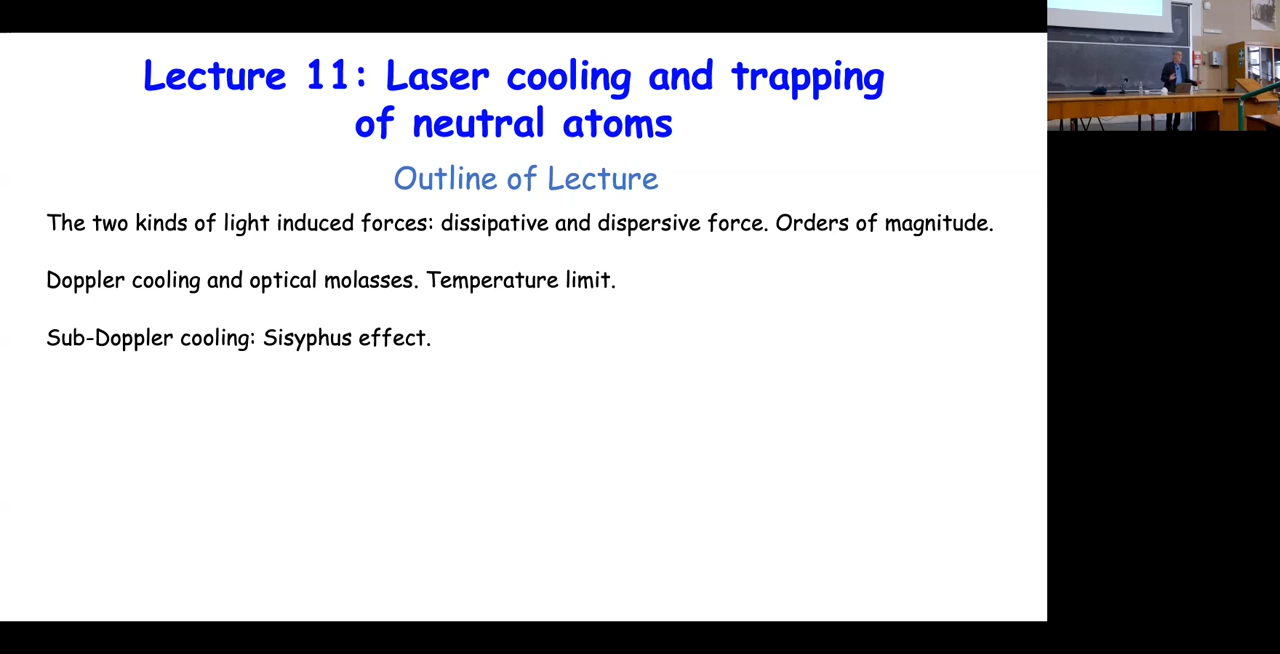 Lecture 11: Laser cooling and trapping
of neutral atoms
Outline of Lecture
The two kinds of light induced forces: dissipative and dispersive force. Orders of magnitude.
Doppler cooling and optical molasses. Temperature limit.
Sub-Doppler cooling: Sisyphus effect.